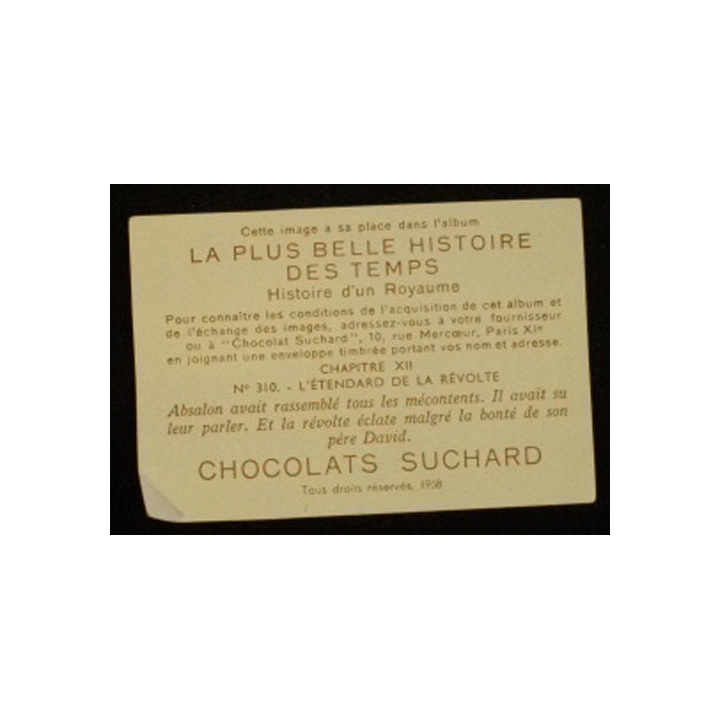 Cette image a sa place dans l'album
LA PLUS BELLE HISTOIRE
DES TEMPS
Histoire d'un Royaume
Pour connaître les conditions de l'acquisition de cet album et
de l'échange des images, adressez-vous à votre fournisseur
ou à "Chocolat Suchard", 10, rue Mercœur, Paris XIe
en joignant une enveloppe timbrée portant vos nom et adresse.
CHAPITRE XII
No 310. - L'ÉTENDARD DE LA RÉVOLTE
Absalon avait rassemblé tous les mécontents. Il avait su
leur parler. Et la révolte éclate malgré la bonté de son
père David.
CHOCOLATS SUCHARD
Tous droits réservés, 1958